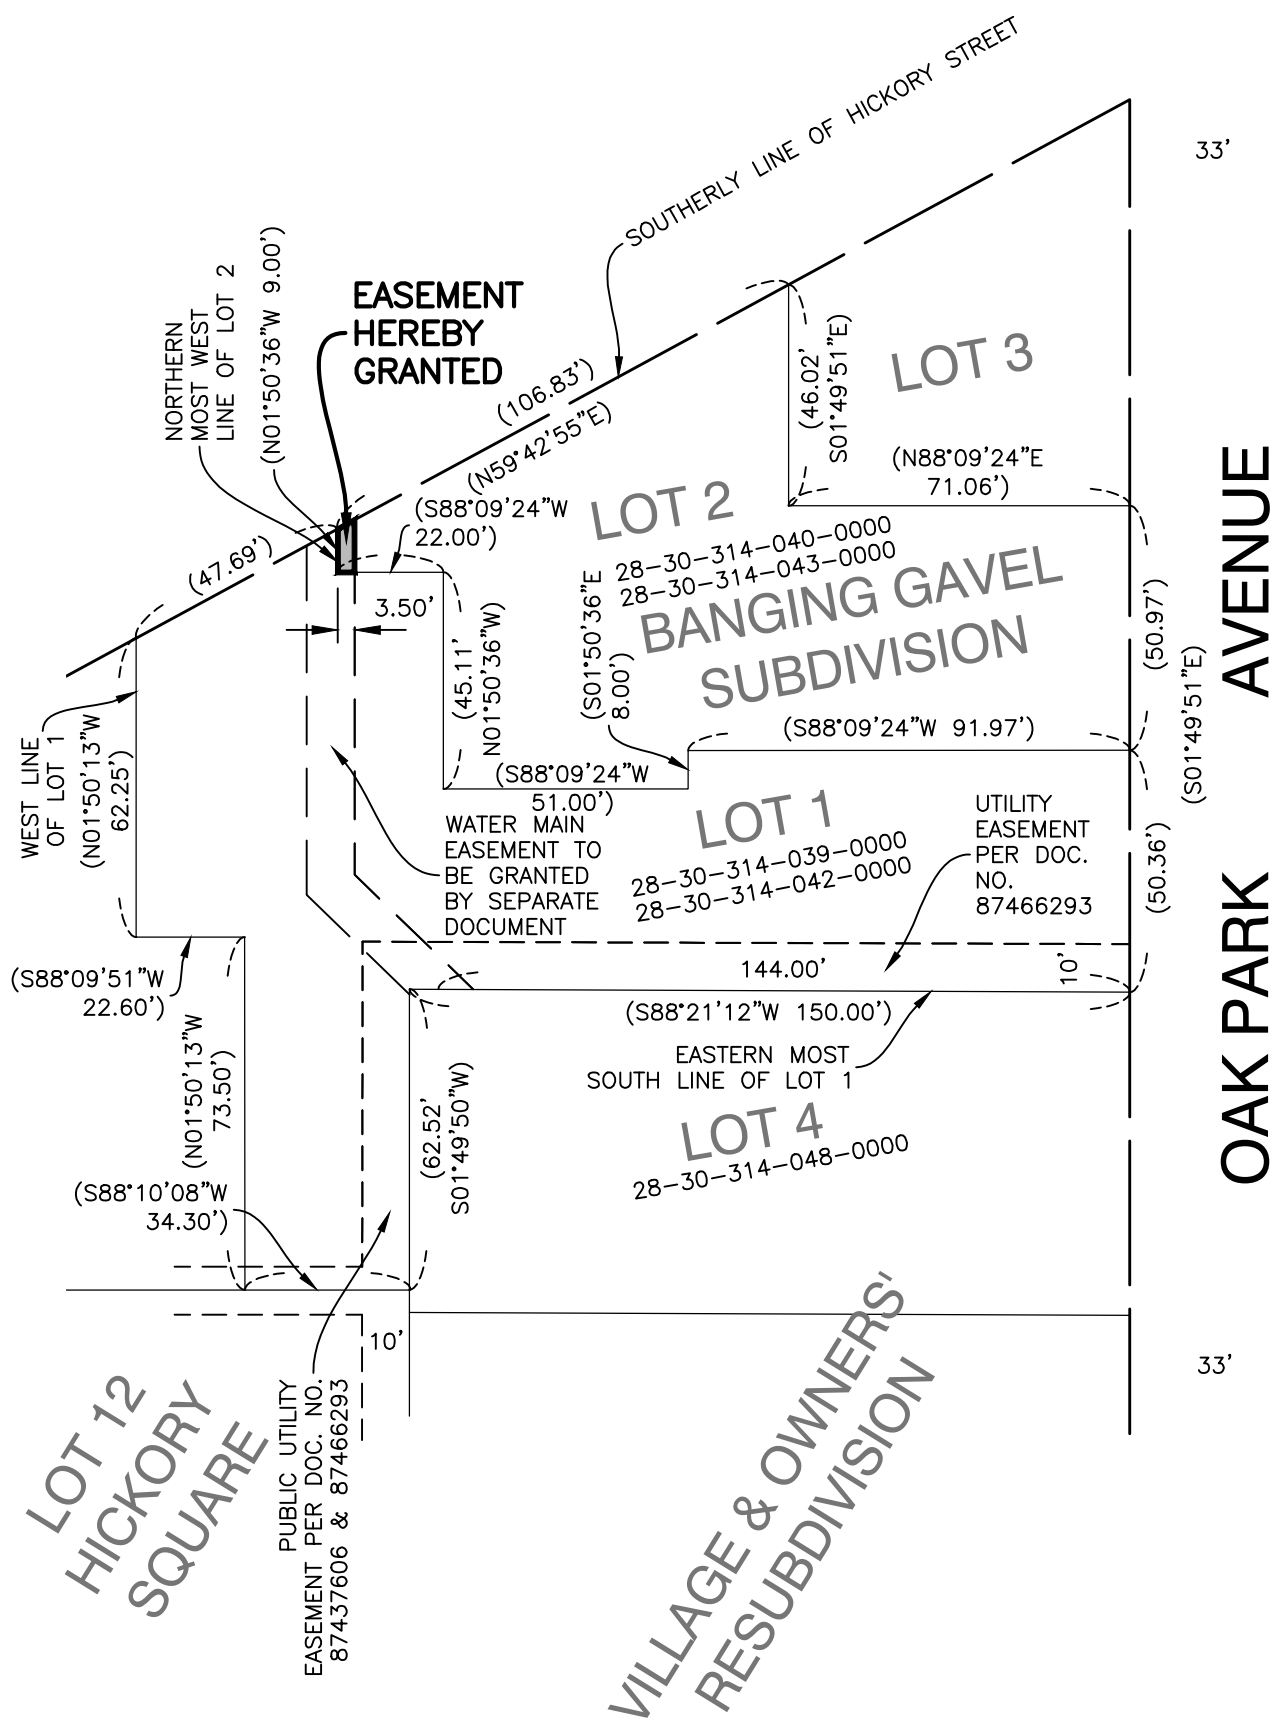 SOUTHERLY LINE OF HICKORY STREET
33'
NORTHERN
MOST WEST
LINE OF LOT 2
(N01°50'36"W 9.00')
EASEMENT
HEREBY
GRANTED
(106.83')
(N59°42'55"E)
(46.02'
S01°49'51"E)
LOT 3
(N88°09'24"E
71.06')
(47.69')
(S88°09'24"W
22.00')
LOT 2
28-30-314-040-0000
28-30-314-043-0000
BANGING GAVEL
SUBDIVISION
3.50'
(45.11'
N01°50'36"W)
(S01°50'36"E
8.00')
(50.97')
(S01°49'51"E)
AVENUE
WEST LINE
OF LOT 1
(N01°50'13"W
62.25')
(S88°09'24"W 91.97')
(S88°09'24"W
51.00')
WATER MAIN
EASEMENT TO
BE GRANTED
BY SEPARATE
DOCUMENT
LOT 1
28-30-314-039-0000
28-30-314-042-0000
UTILITY
EASEMENT
PER DOC.
NO.
87466293
(50.36')
OAK PARK
(S88°09'51"W
22.60')
144.00'
10'
(S88°21'12"W 150.00')
EASTERN MOST
SOUTH LINE OF LOT 1
(N01°50'13"W
73.50')
(62.52'
S01°49'50"W)
LOT 4
28-30-314-048-0000
(S88°10'08"W
34.30')
10'
33'
LOT 12
HICKORY
SQUARE
PUBLIC UTILITY
EASEMENT PER DOC. NO.
87437606 & 87466293
VILLAGE & OWNERS'
RESUBDIVISION